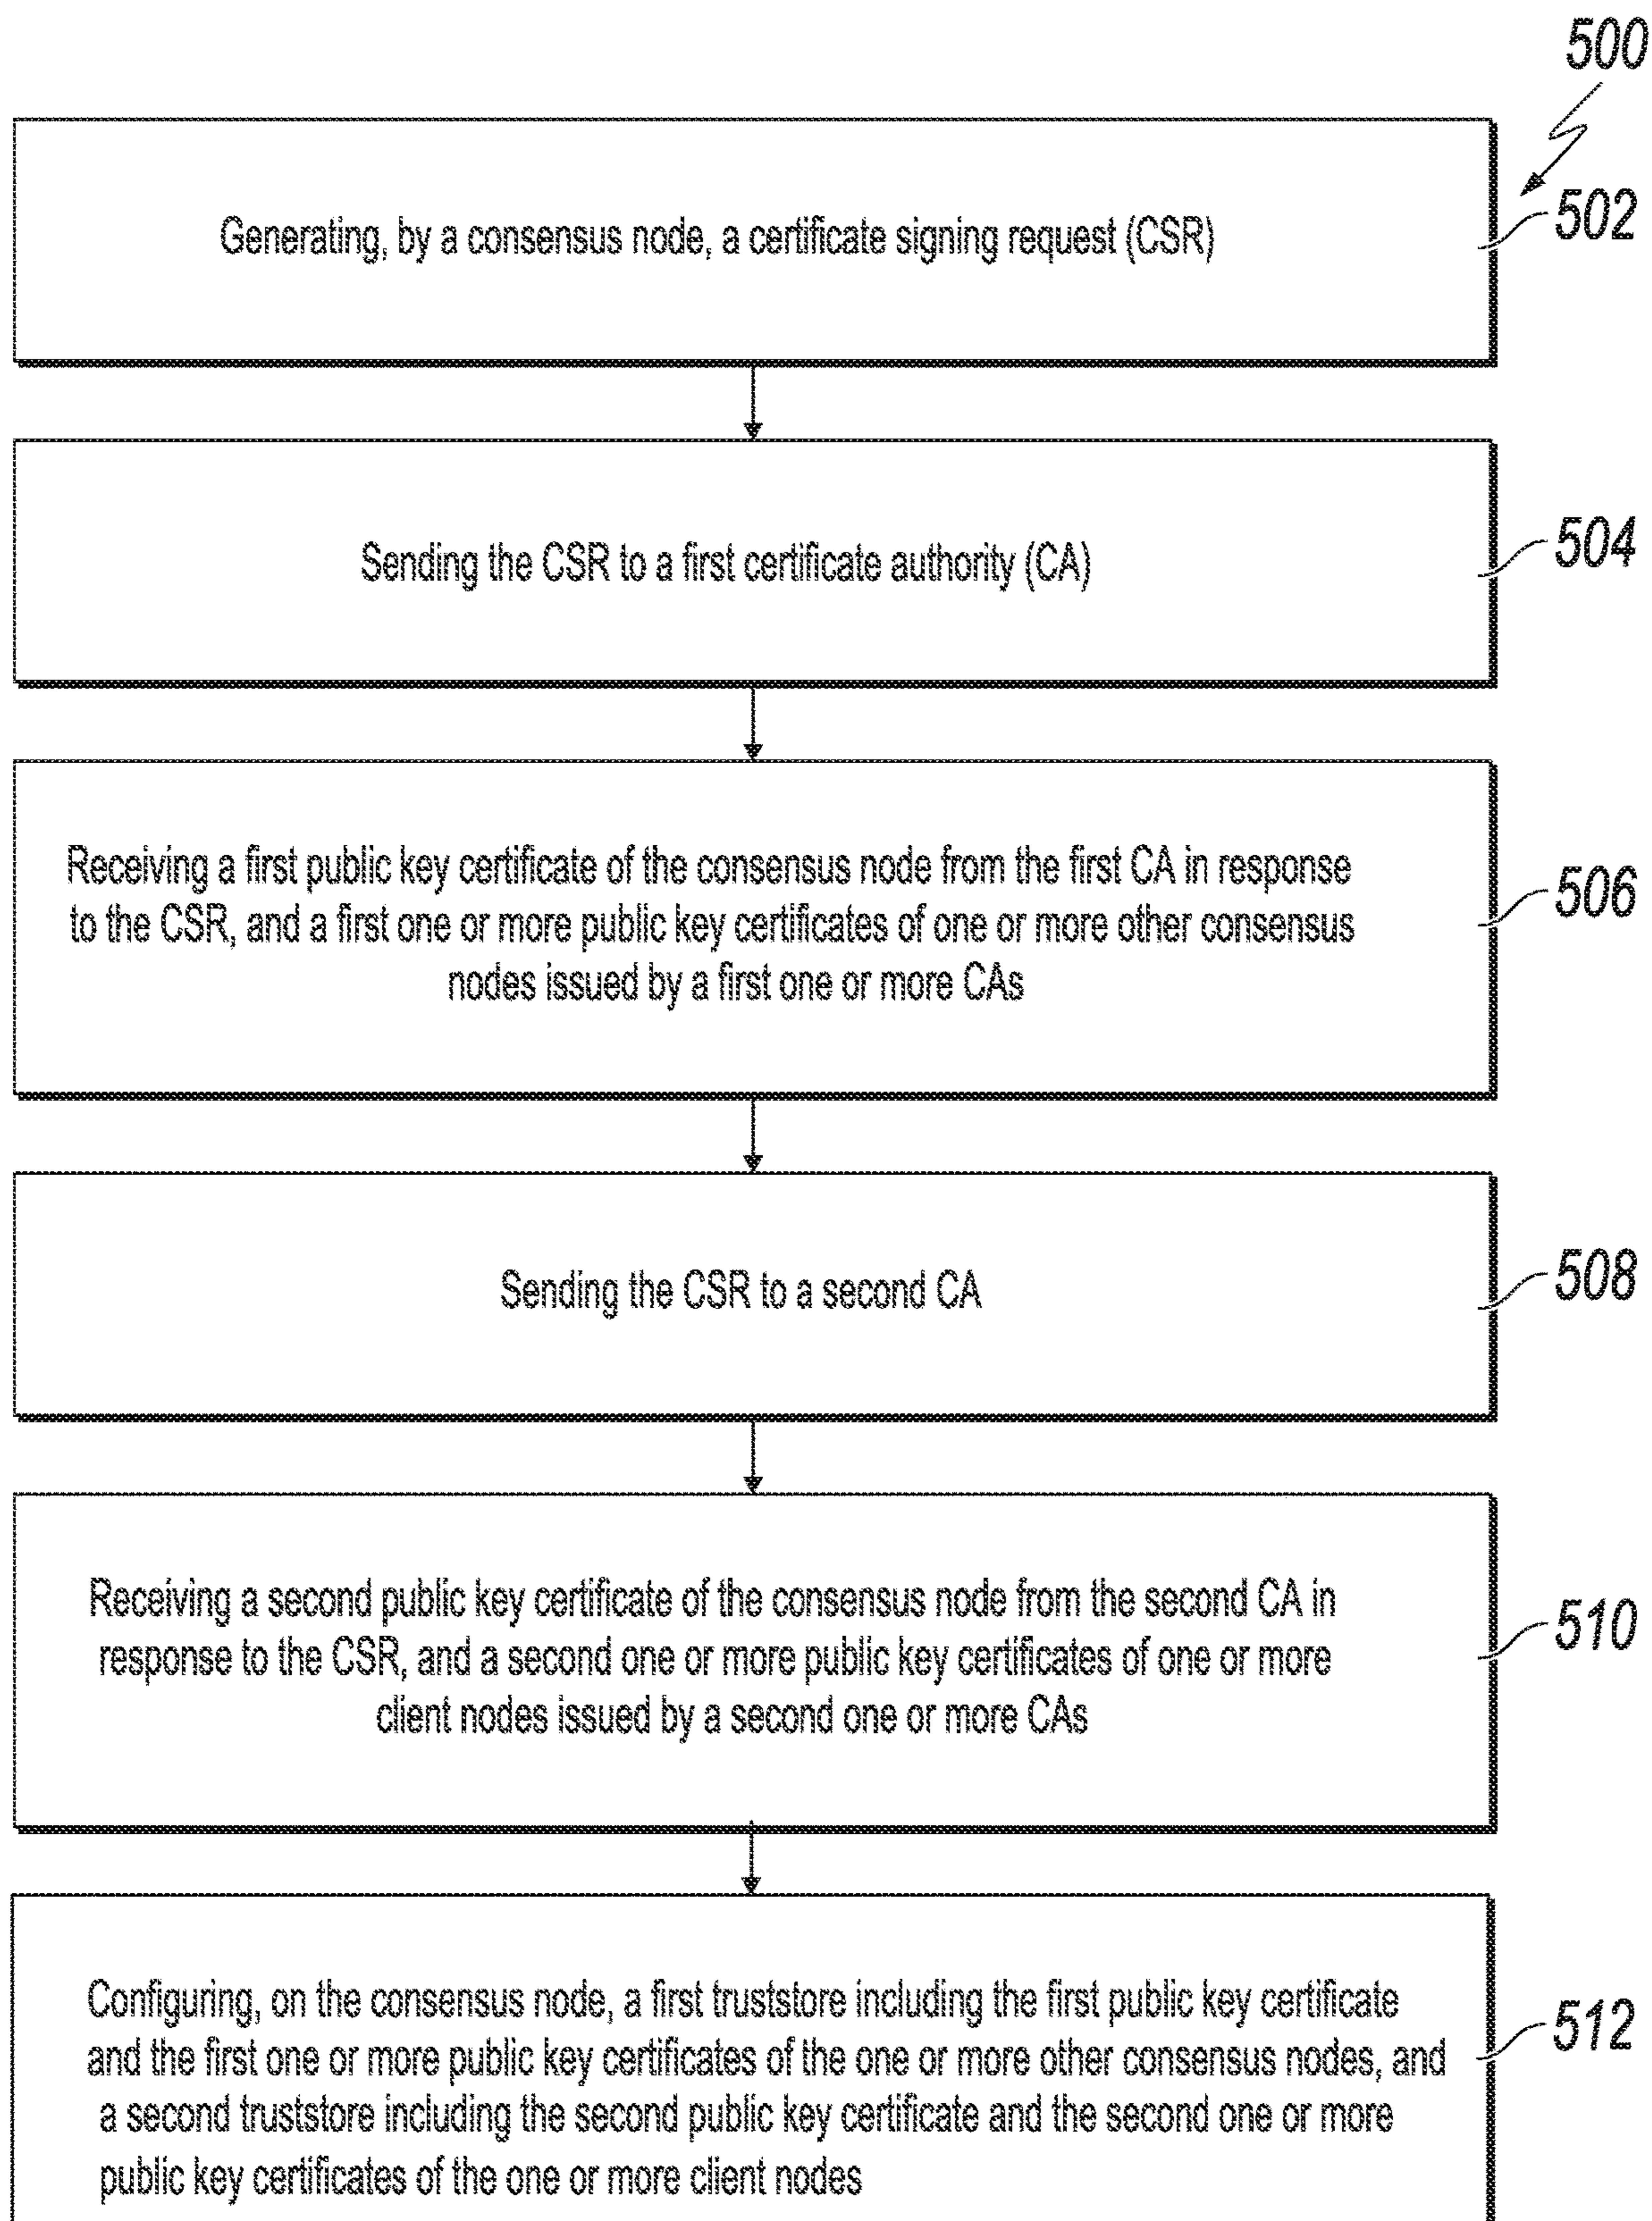 500
Generating, by a consensus node, a certificate signing request (CSR)
502
Sending the CSR to a first certificate authority (CA)
504
Receiving a first public key certificate of the consensus node from the first CA in response
to the CSR, and a first one or more public key certificates of one or more other consensus
nodes issued by a first one or more CAs
506
Sending the CSR to a second CA
508
Receiving a second public key certificate of the consensus node from the second CA in
response to the CSR, and a second one or more public key certificates of one or more
client nodes issued by a second one or more CAs
510
Configuring, on the consensus node, a first truststore including the first public key certificate
and the first one or more public key certificates of the one or more other consensus nodes, and
a second truststore including the second public key certificate and the second one or more
public key certificates of the one or more client nodes
512